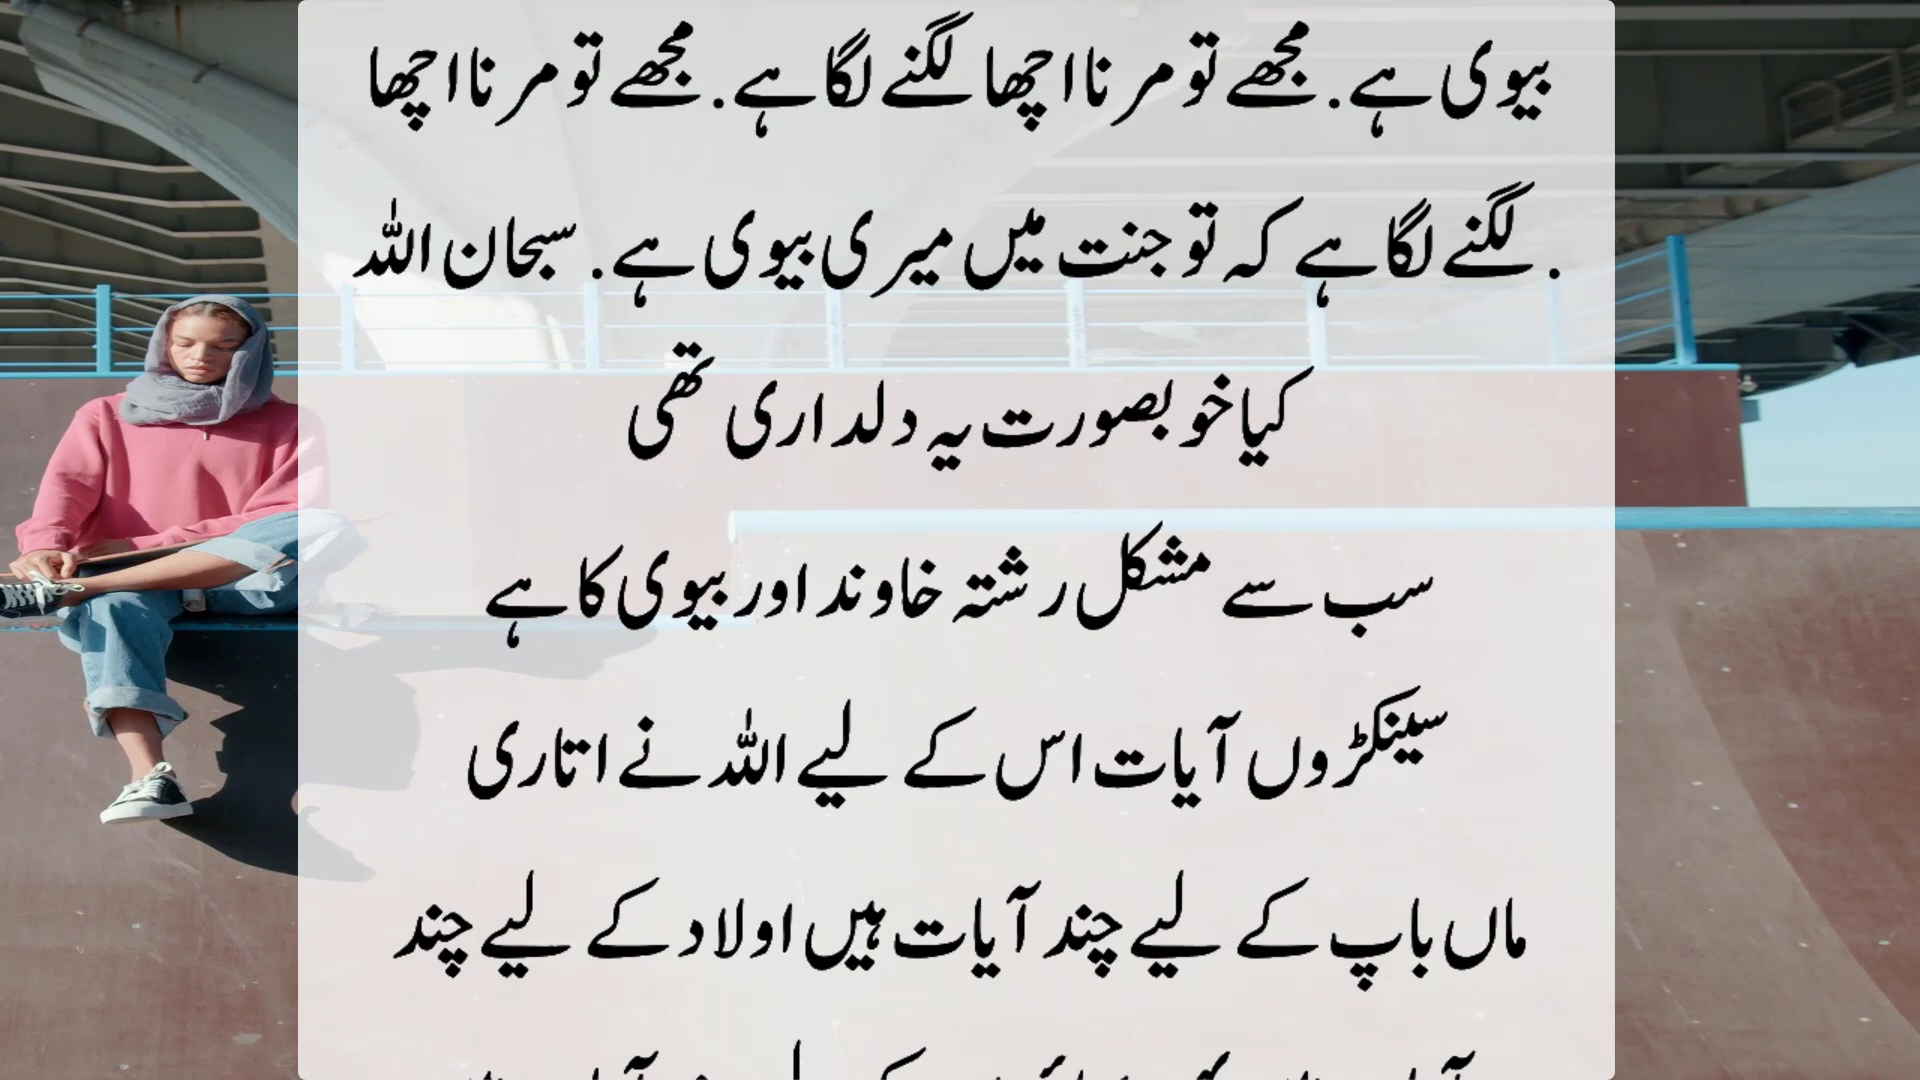 بیوی ہے. مجھے تو مرنا اچھا لگنے لگا ہے. مجھے تو مرنا اچھا
لگنے لگا ہے کہ تو جنت میں میری بیوی ہے. سبحان اللہ.
کیا خوبصورت یہ دلداری تھی
سب سے مشکل رشتہ خاوند اور بیوی کا ہے
سینکڑوں آیات اس کے لیے اللہ نے اتاری
ماں باپ کے لیے چند آیات ہیں اولاد کے لیے چند